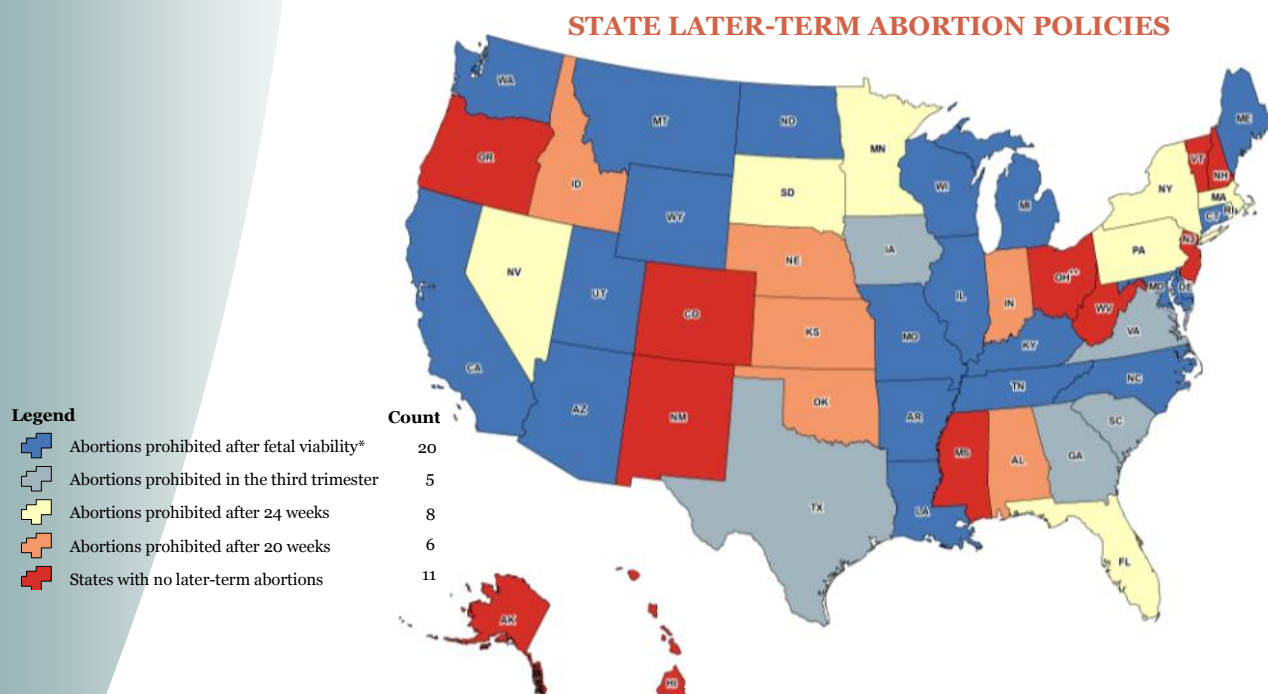 STATE LATER-TERM ABORTION POLICIES
WA
MT
ND
MN
ME
OR
ID
SD
WI
MI
VT
NH
NY
MA
CT
RI
WY
IA
PA
NJ
NV
UT
NE
IL
IN
OH**
MD
DE
CO
KS
MO
WV
VA
KY
CA
AZ
NM
OK
AR
TN
NC
SC
MS
AL
GA
TX
LA
FL
AK
HI
Legend Count
Abortions prohibited after fetal viability* 20
Abortions prohibited in the third trimester 5
Abortions prohibited after 24 weeks 8
Abortions prohibited after 20 weeks 6
States with no later-term abortions 11